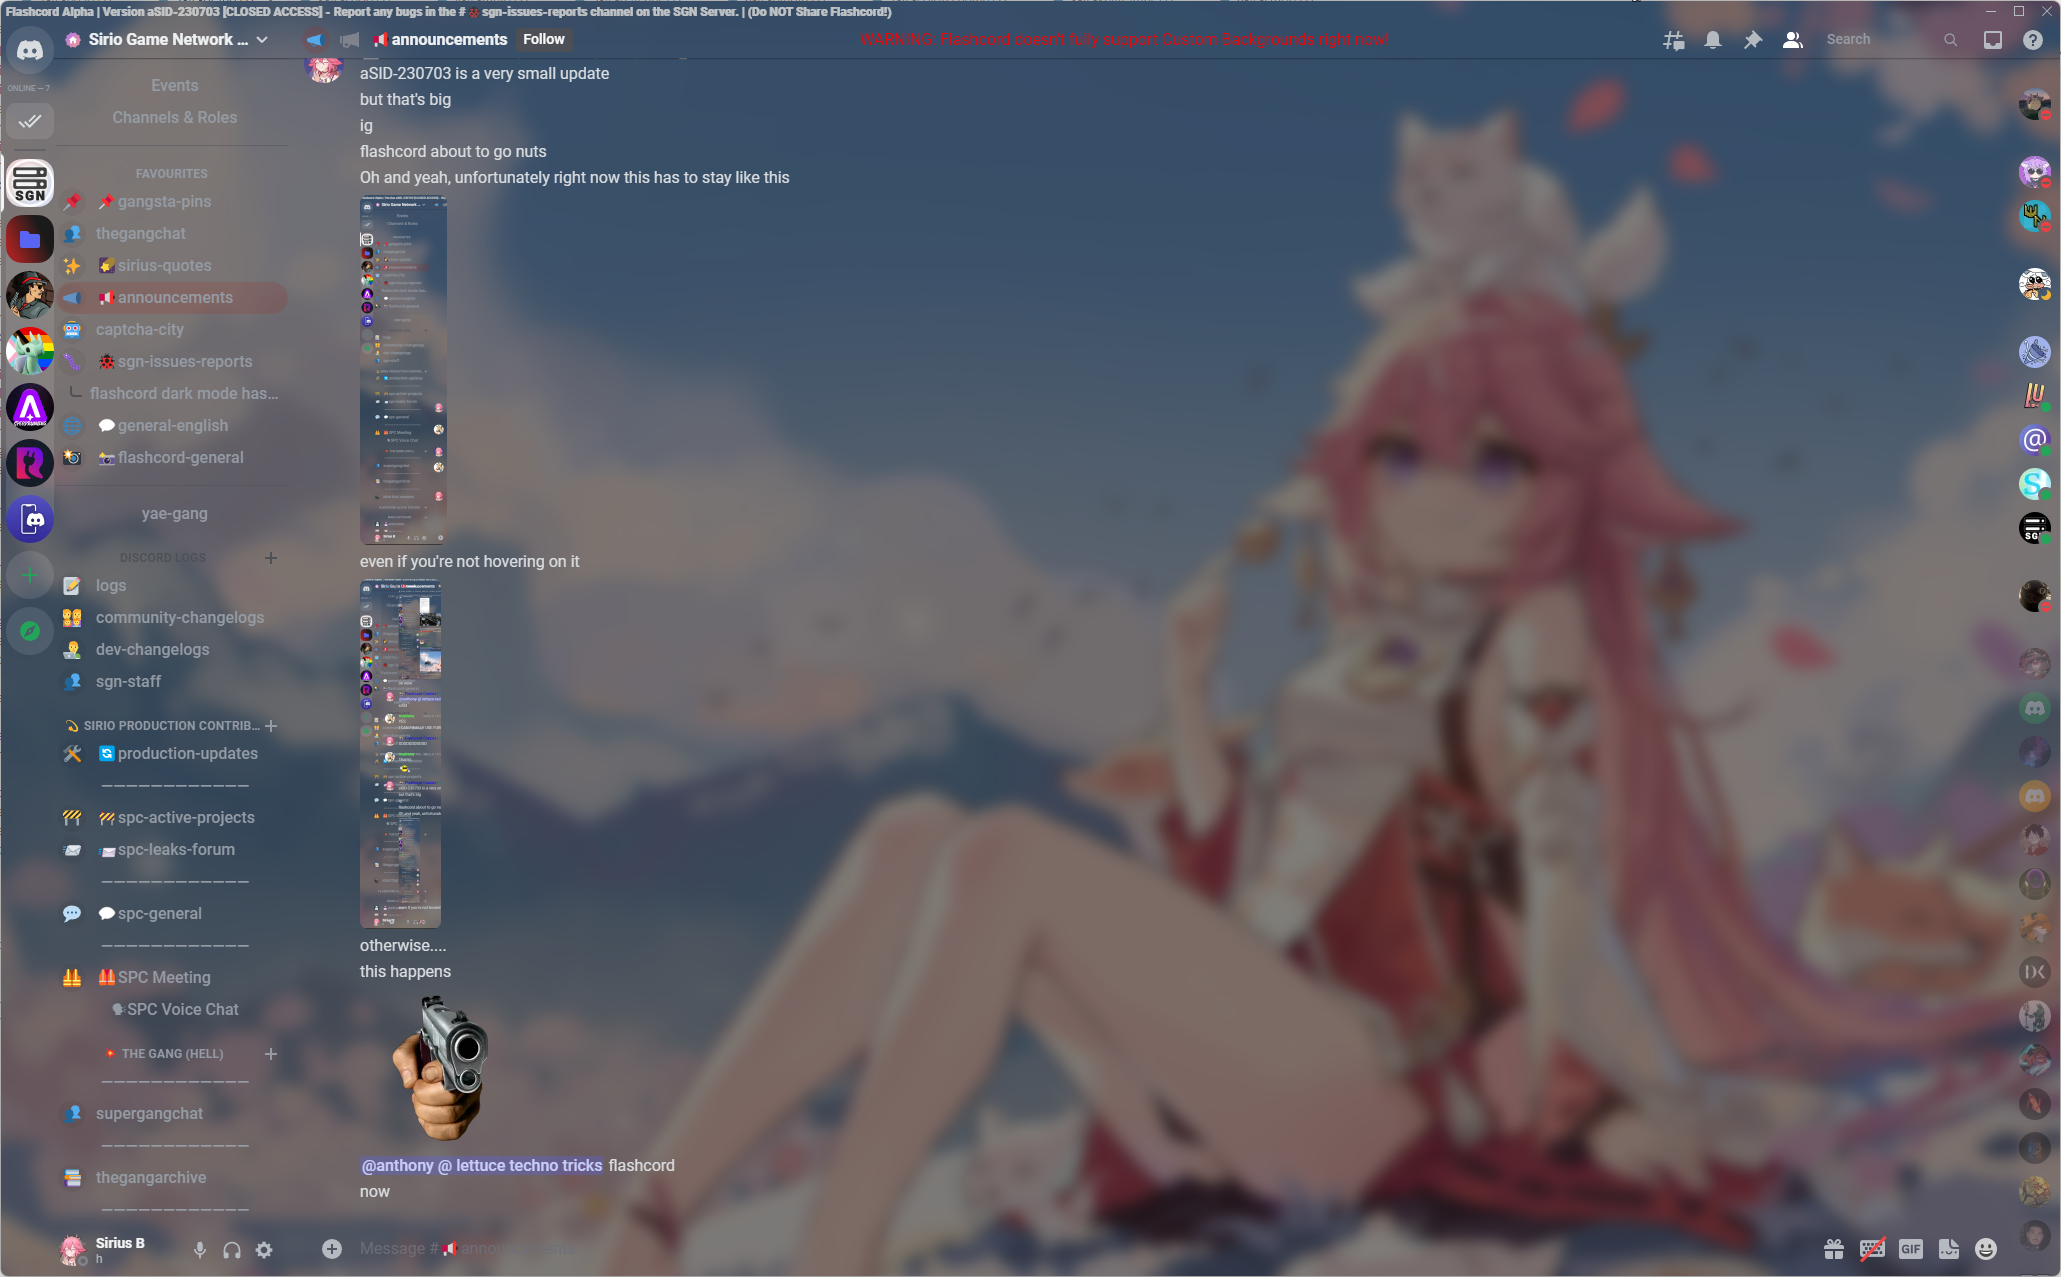 Flashcord Alpha | Version aSID-230703 [CLOSED ACCESS] - Report any bugs in the # 🐞 sgn-issues-reports channel on the SGN Server. | (Do NOT Share Flashcord!)
Sirio Game Network ...
announcements
Follow
WARNING: Flashcord doesn't fully support Custom Backgrounds right now!
Search
ONLINE — 7
Events
Channels & Roles
FAVOURITES
gangsta-pins
thegangchat
sirius-quotes
announcements
captcha-city
sgn-issues-reports
flashcord dark mode has...
general-english
flashcord-general
yae-gang
DISCORD LOGS
logs
community-changelogs
dev-changelogs
sgn-staff
SIRIO PRODUCTION CONTRIB...
production-updates
spc-active-projects
spc-leaks-forum
spc-general
SPC Meeting
SPC Voice Chat
THE GANG (HELL)
supergangchat
thegangarchive
Sirius B
h
SGN
aSID-230703 is a very small update
but that's big
ig
flashcord about to go nuts
Oh and yeah, unfortunately right now this has to stay like this
even if you're not hovering on it
otherwise....
this happens
@anthony @ lettuce techno tricks flashcord
now
Message #
GIF